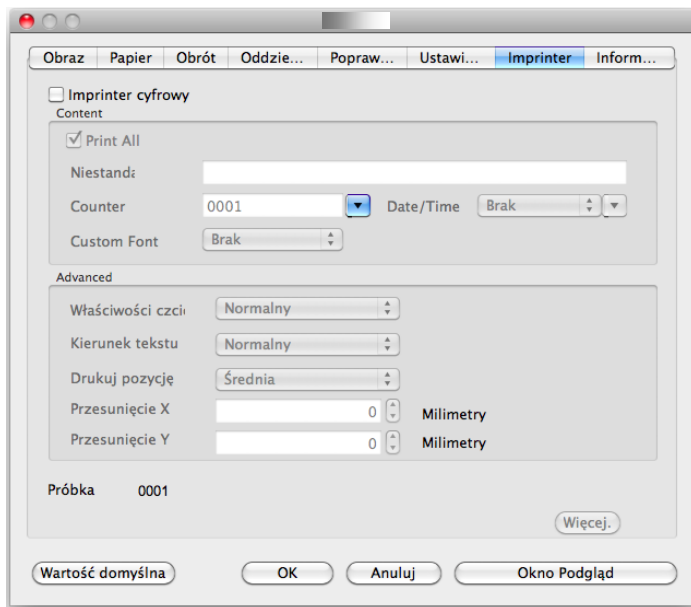 Obraz Papier Obrót Oddzie... Popraw... Ustawi... Imprinter Inform...
Imprinter cyfrowy
Content
Print All
Niestanda
Counter 0001 Date/Time Brak
Custom Font Brak
Advanced
Właściwości czci Normalny
Kierunek tekstu Normalny
Drukuj pozycję Średnia
Przesunięcie X 0 Milimetry
Przesunięcie Y 0 Milimetry
Próbka 0001
Więcej.
Wartość domyślna OK Anuluj Okno Podgląd